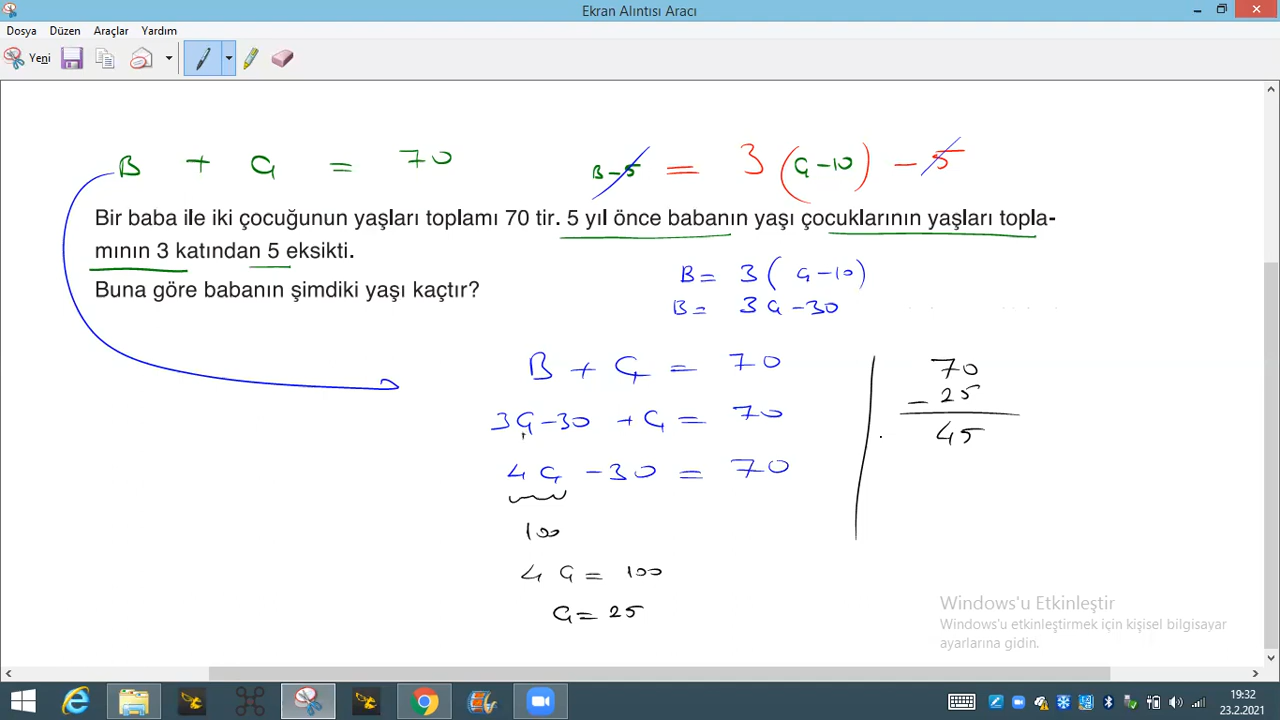 Ekran Alıntısı Aracı
Dosya Düzen Araçlar Yardım
Yeni
B + Ç = 70
B-5 = 3 (Ç-10) - 5
Bir baba ile iki çocuğunun yaşları toplamı 70 tir. 5 yıl önce babanın yaşı çocuklarının yaşları topla-
mının 3 katından 5 eksikti.
B = 3 ( Ç-10)
Buna göre babanın şimdiki yaşı kaçtır?
B = 3 Ç-30
B + Ç = 70
3Ç-30 + Ç = 70
4Ç -30 = 70
100
4 Ç = 100
Ç = 25
70
- 25
45
Windows'u Etkinleştir
Windows'u etkinleştirmek için kişisel bilgisayar
ayarlarına gidin.
19:32
23.2.2021